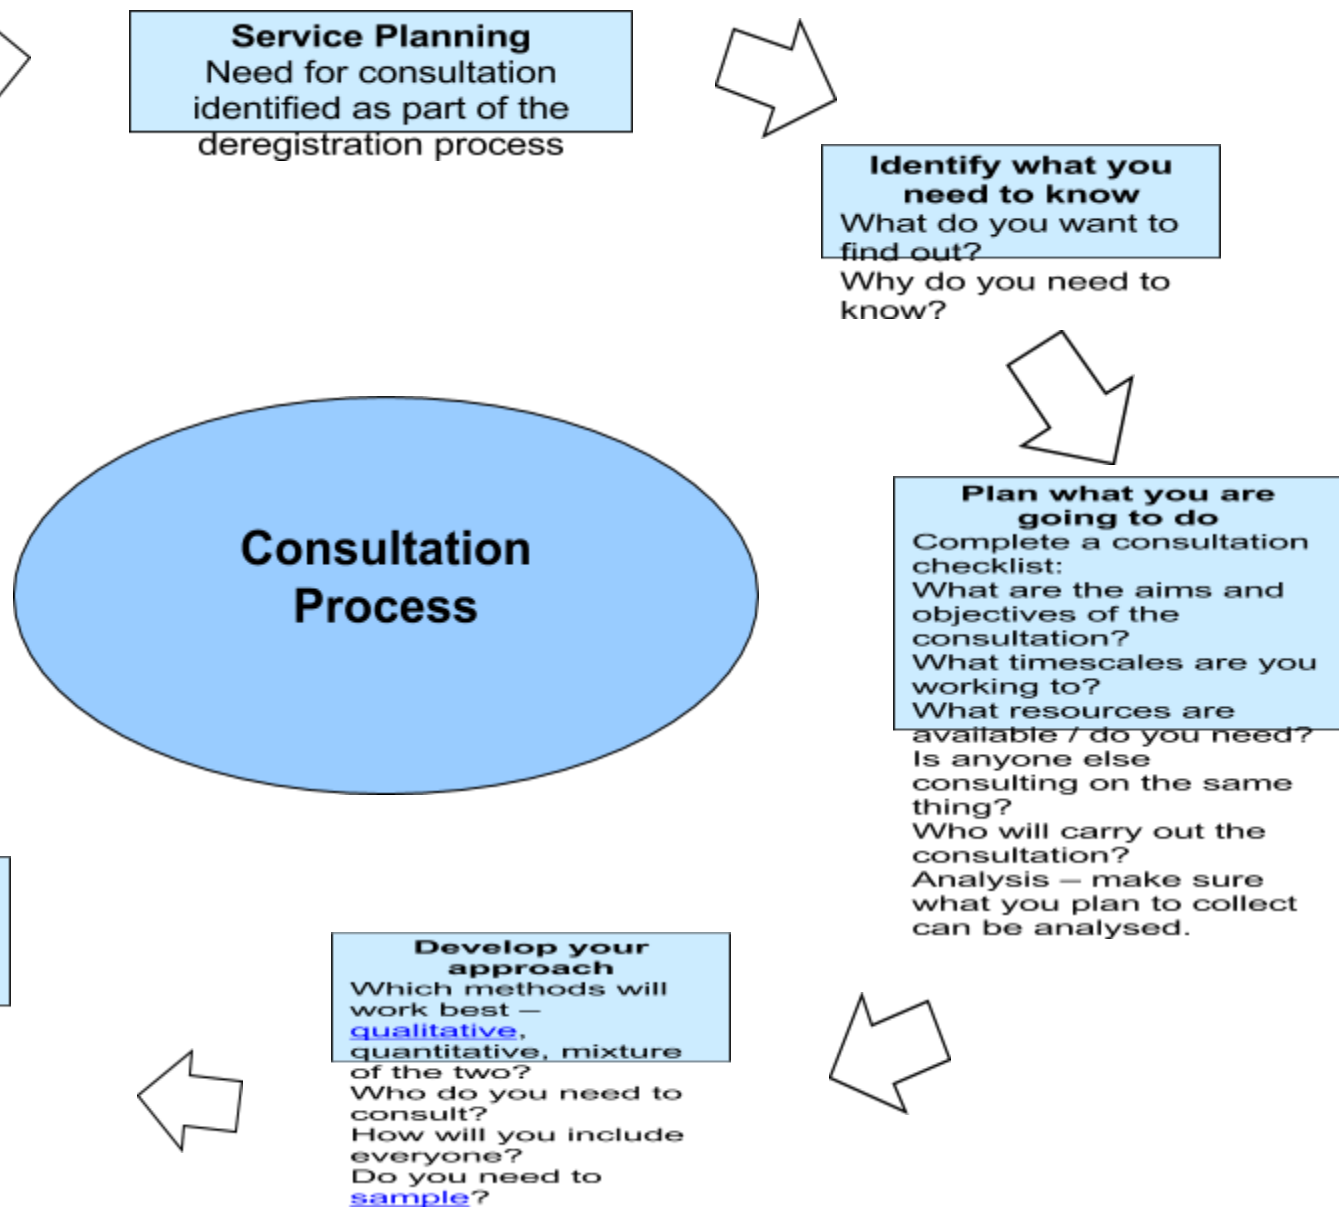 Service Planning
Need for consultation
identified as part of the
deregistration process
Identify what you
need to know
What do you want to
find out?
Why do you need to
know?
Consultation
Process
Plan what you are
going to do
Complete a consultation
checklist:
What are the aims and
objectives of the
consultation?
What timescales are you
working to?
What resources are
available / do you need?
Is anyone else
consulting on the same
thing?
Who will carry out the
consultation?
Analysis – make sure
what you plan to collect
can be analysed.
Develop your
approach
Which methods will
work best –
qualitative,
quantitative, mixture
of the two?
Who do you need to
consult?
How will you include
everyone?
Do you need to
sample?